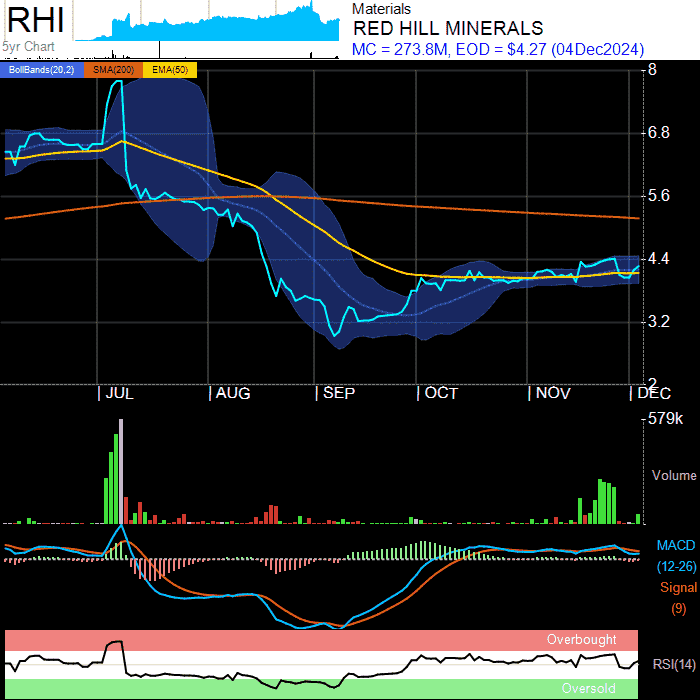 RHI
5yr Chart
Materials
RED HILL MINERALS
MC = 273.8M, EOD = $4.27 (04Dec2024)
BollBands(20,2) SMA(200) EMA(50)
8
6.8
5.6
4.4
3.2
2
| JUL | AUG | SEP | OCT | NOV | DEC
579k
Volume
MACD
(12-26)
Signal
(9)
Overbought
RSI(14)
Oversold